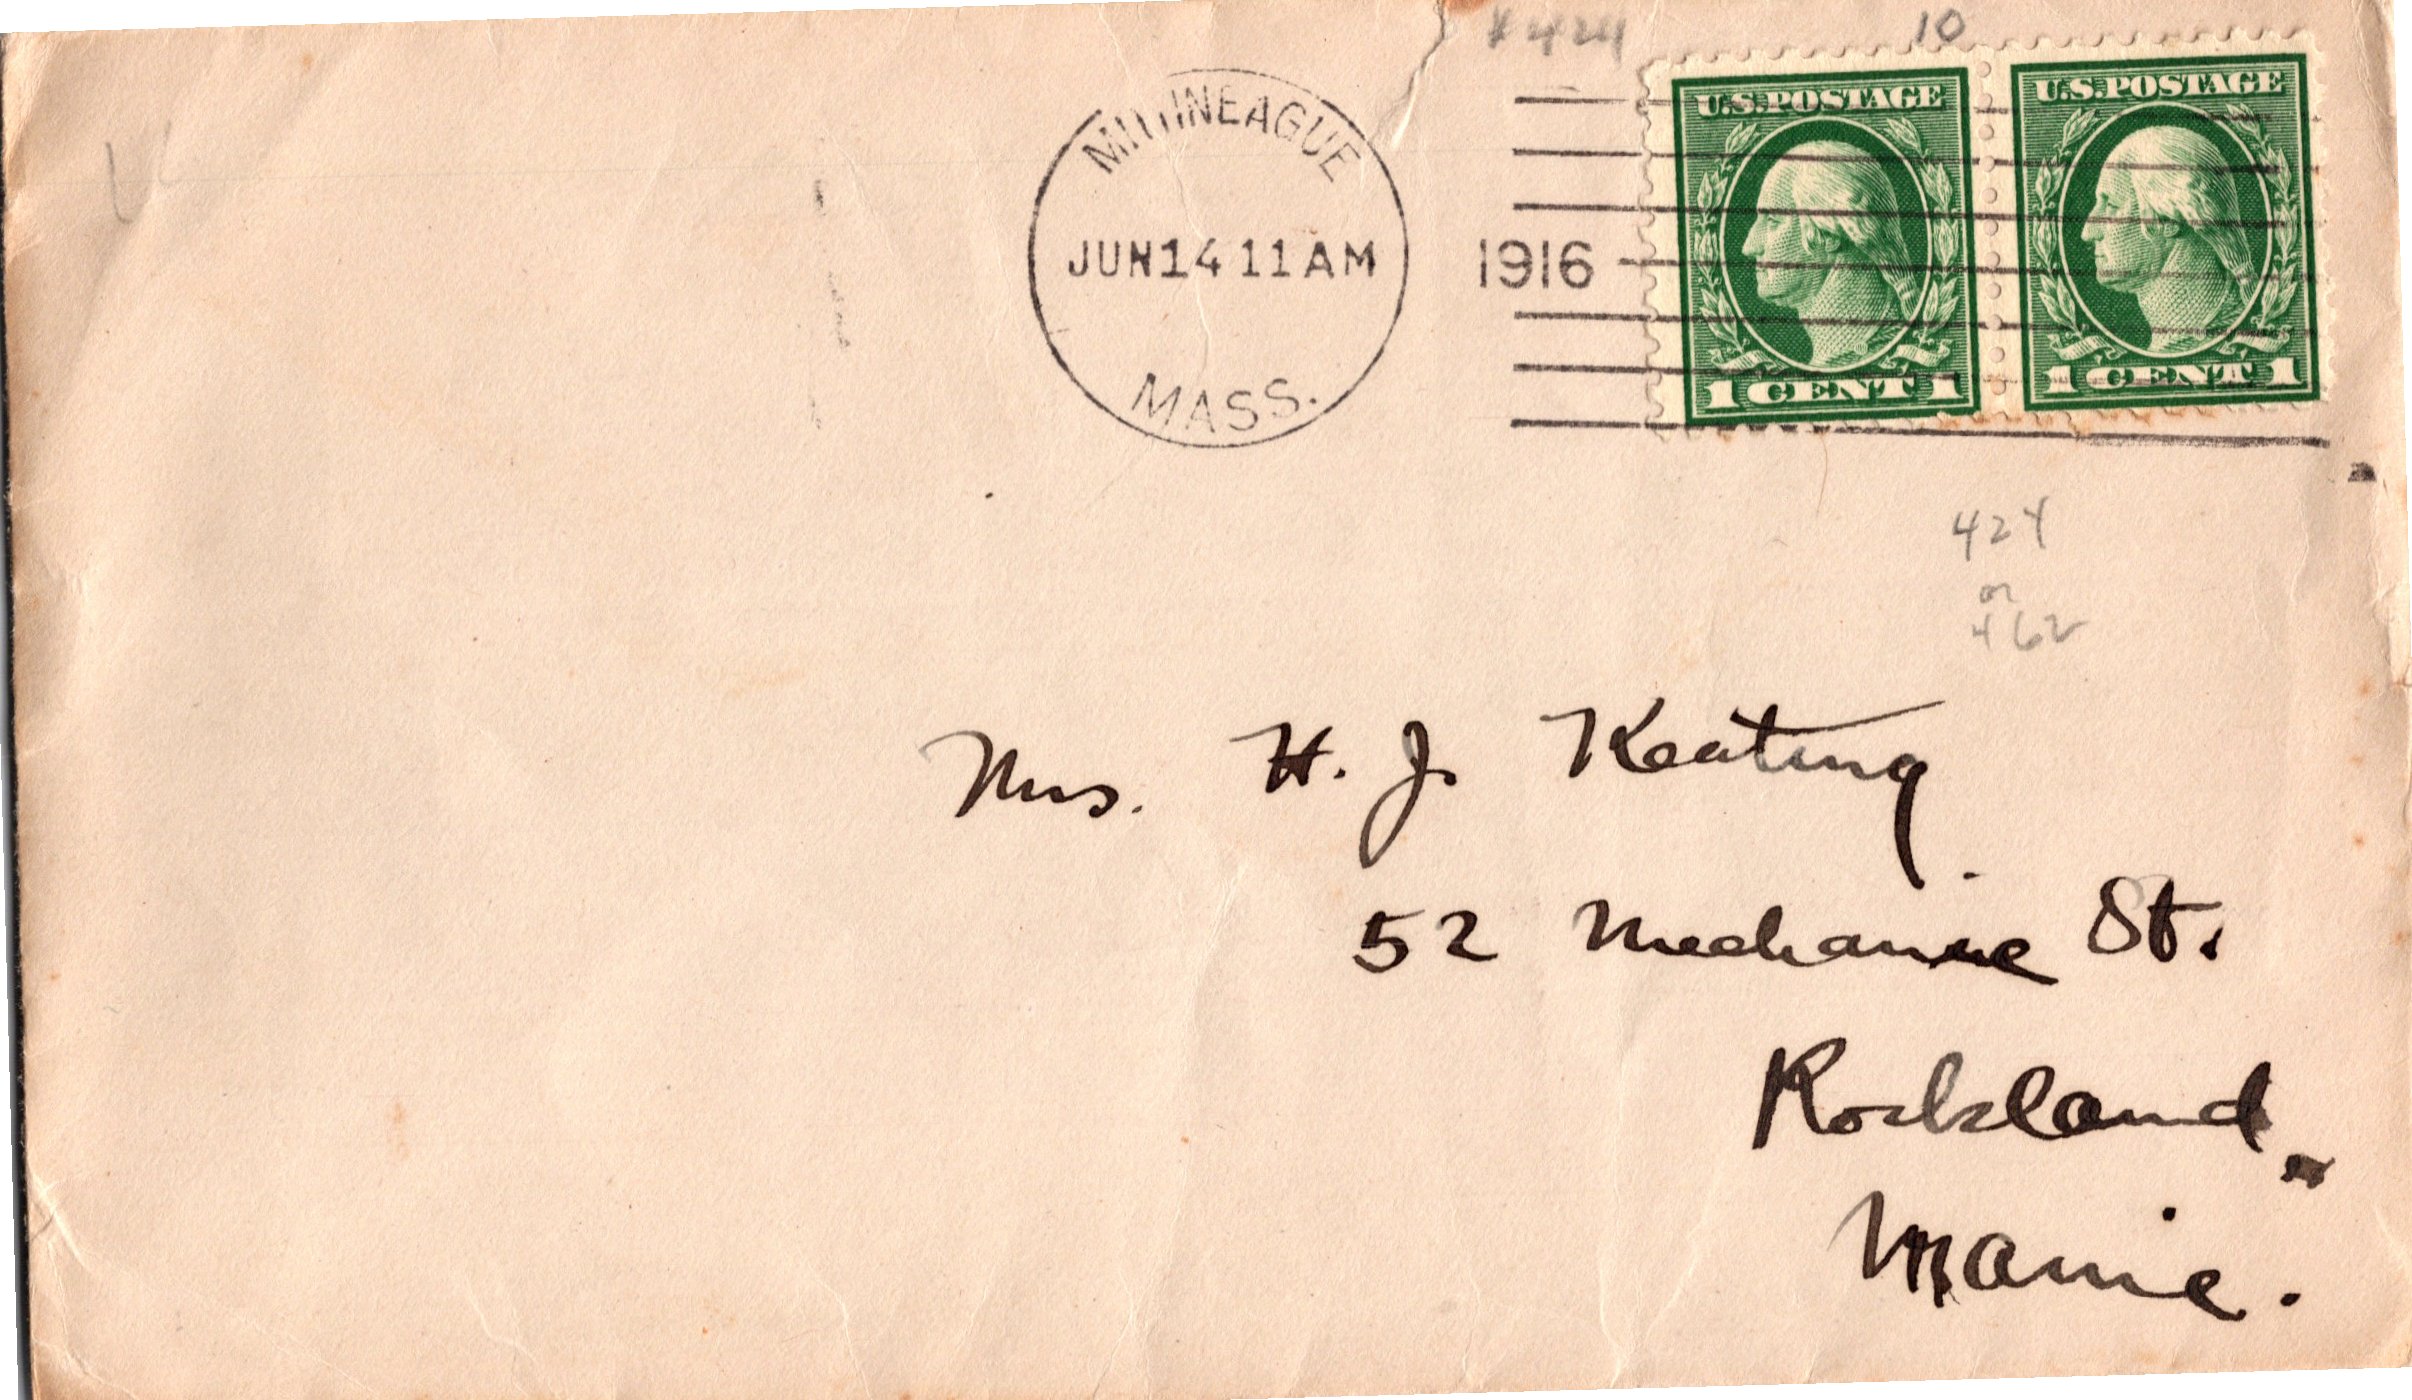 #424
10
U.S. POSTAGE
U.S. POSTAGE
MITTINEAGUE
JUN 14 11 AM
1916
MASS.
1 CENT 1
1 CENT 1
424
or
462
Mrs. H. J. Keating
52 Mechanic St.
Rockland,
Maine.